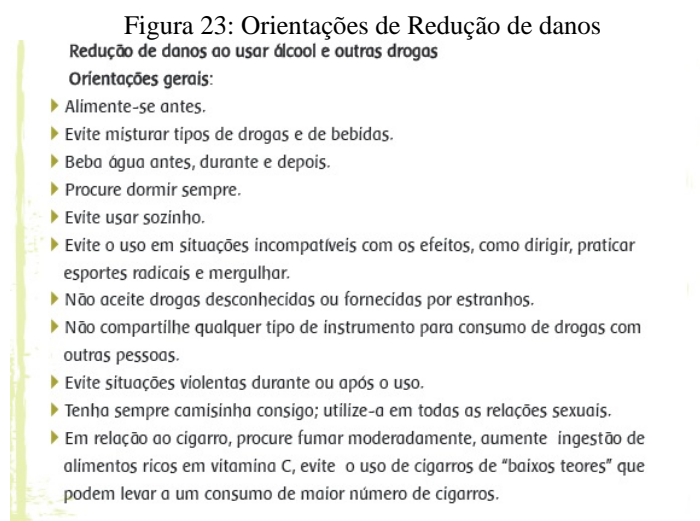 Figura 23: Orientações de Redução de danos
Redução de danos ao usar álcool e outras drogas
Orientações gerais:
Alimente-se antes.
Evite misturar tipos de drogas e de bebidas.
Beba água antes, durante e depois.
Procure dormir sempre.
Evite usar sozinho.
Evite o uso em situações incompatíveis com os efeitos, como dirigir, praticar
esportes radicais e mergulhar.
Não aceite drogas desconhecidas ou fornecidas por estranhos.
Não compartilhe qualquer tipo de instrumento para consumo de drogas com
outras pessoas.
Evite situações violentas durante ou após o uso.
Tenha sempre camisinha consigo; utilize-a em todas as relações sexuais.
Em relação ao cigarro, procure fumar moderadamente, aumente ingestão de
alimentos ricos em vitamina C, evite o uso de cigarros de “baixos teores” que
podem levar a um consumo de maior número de cigarros.